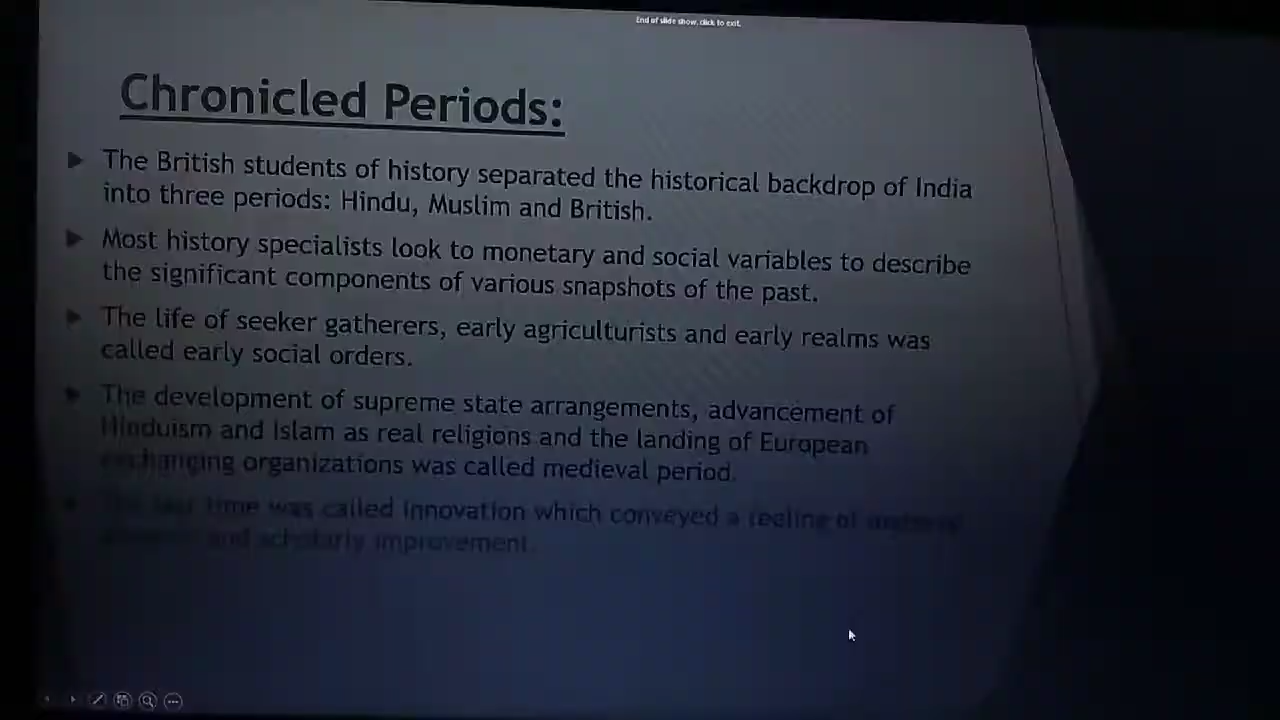 End of slide show, click to exit.
Chronicled Periods:
The British students of history separated the historical backdrop of India
into three periods: Hindu, Muslim and British.
Most history specialists look to monetary and social variables to describe
the significant components of various snapshots of the past.
The life of seeker gatherers, early agriculturists and early realms was
called early social orders.
The development of supreme state arrangements, advancement of
Hinduism and Islam as real religions and the landing of European
exchanging organizations was called medieval period.
time was called innovation which conveyed a feeling of
and scholarly improvement.